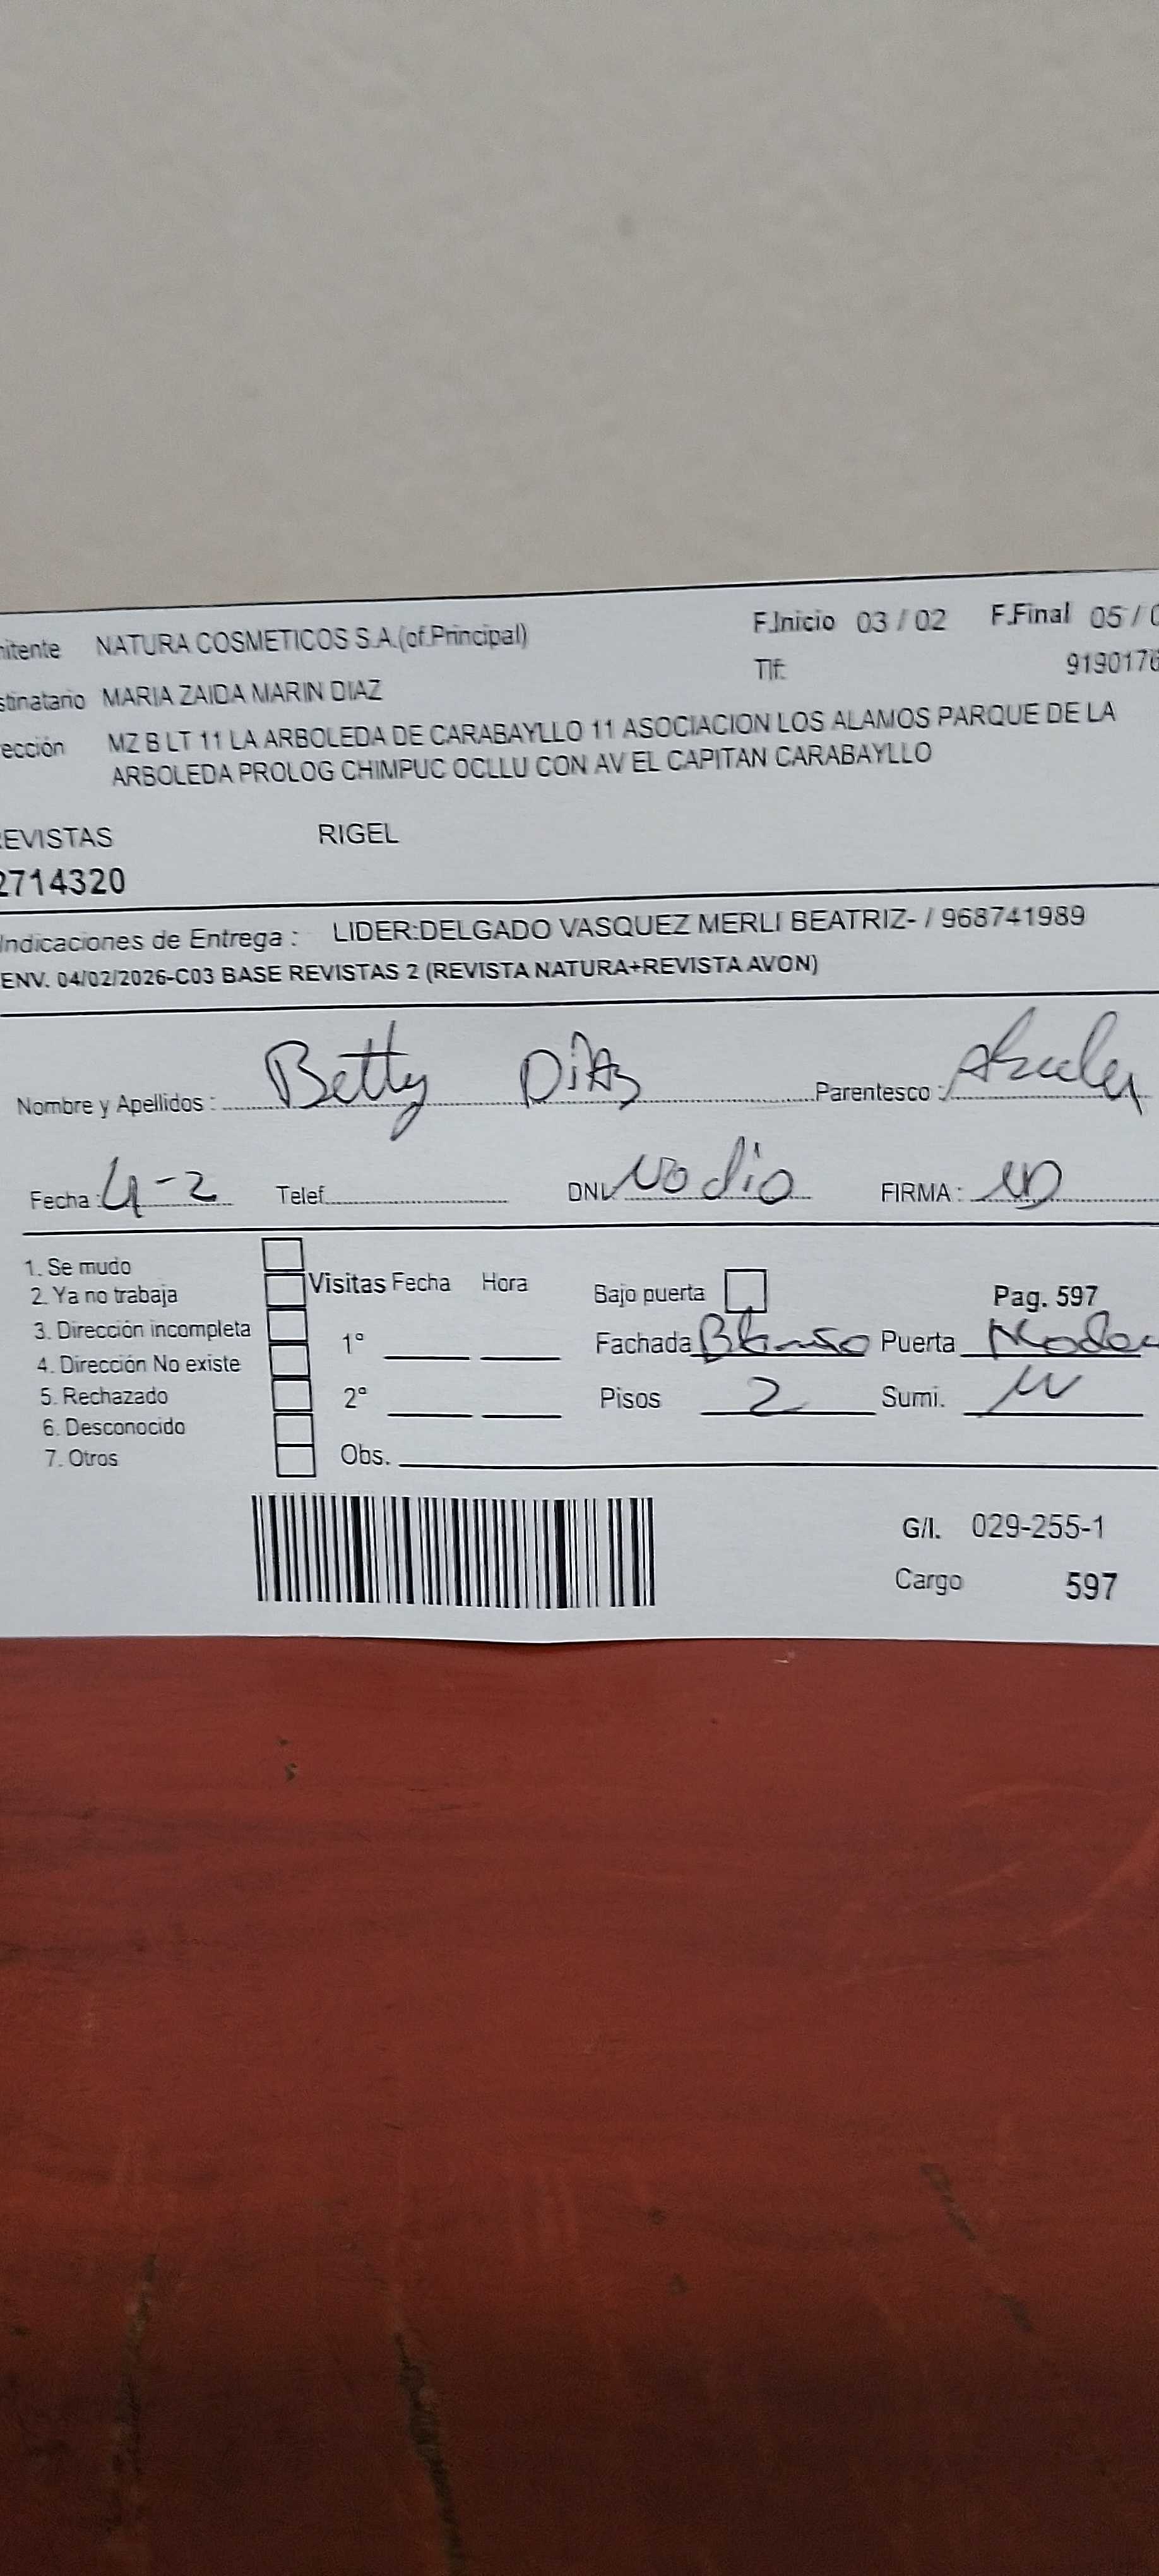 mitente NATURA COSMETICOS S.A.(of.Principal) F.Inicio 03 / 02 F.Final 05 / 0
stinatario MARIA ZAIDA MARIN DIAZ Tlf: 9190176
rección MZ B LT 11 LA ARBOLEDA DE CARABAYLLO 11 ASOCIACION LOS ALAMOS PARQUE DE LA
ARBOLEDA PROLOG CHIMPUC OCLLU CON AV EL CAPITAN CARABAYLLO
REVISTAS RIGEL
2714320
Indicaciones de Entrega : LIDER:DELGADO VASQUEZ MERLI BEATRIZ- / 968741989
ENV. 04/02/2026-C03 BASE REVISTAS 2 (REVISTA NATURA+REVISTA AVON)
Nombre y Apellidos : Betty DiAz Parentesco :
Fecha : 4-2 Telef. DNI. No dio FIRMA :
1. Se mudo
2. Ya no trabaja Visitas Fecha Hora Bajo puerta Pag. 597
3. Dirección incompleta 1° Fachada Blanco Puerta Mader
4. Dirección No existe
5. Rechazado 2° Pisos 2 Sumi.
6. Desconocido
7. Otros Obs.
G/I. 029-255-1
Cargo 597